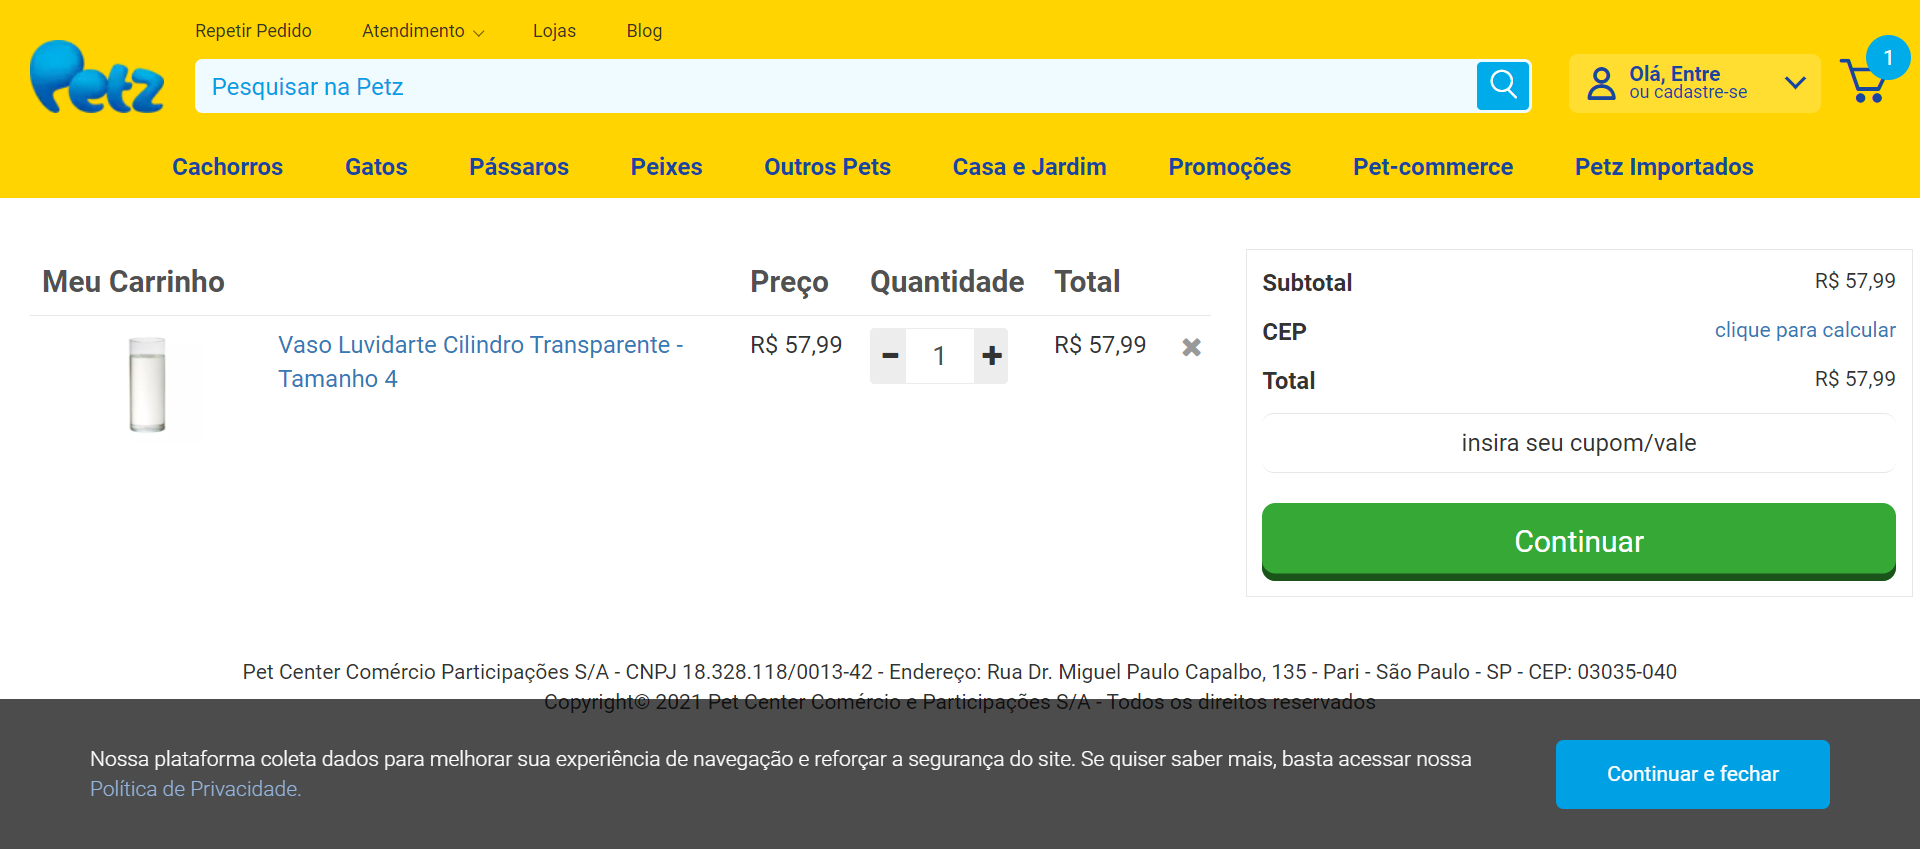 Repetir Pedido Atendimento Lojas Blog
Petz
Pesquisar na Petz
Olá, Entre
ou cadastre-se
1
Cachorros Gatos Pássaros Peixes Outros Pets Casa e Jardim Promoções Pet-commerce Petz Importados
Meu Carrinho Preço Quantidade Total
Vaso Luvidarte Cilindro Transparente -
Tamanho 4
R$ 57,99 1 R$ 57,99
Subtotal R$ 57,99
CEP clique para calcular
Total R$ 57,99
insira seu cupom/vale
Continuar
Pet Center Comércio Participações S/A - CNPJ 18.328.118/0013-42 - Endereço: Rua Dr. Miguel Paulo Capalbo, 135 - Pari - São Paulo - SP - CEP: 03035-040
Copyright© 2021 Pet Center Comércio e Participações S/A - Todos os direitos reservados
Nossa plataforma coleta dados para melhorar sua experiência de navegação e reforçar a segurança do site. Se quiser saber mais, basta acessar nossa
Política de Privacidade.
Continuar e fechar